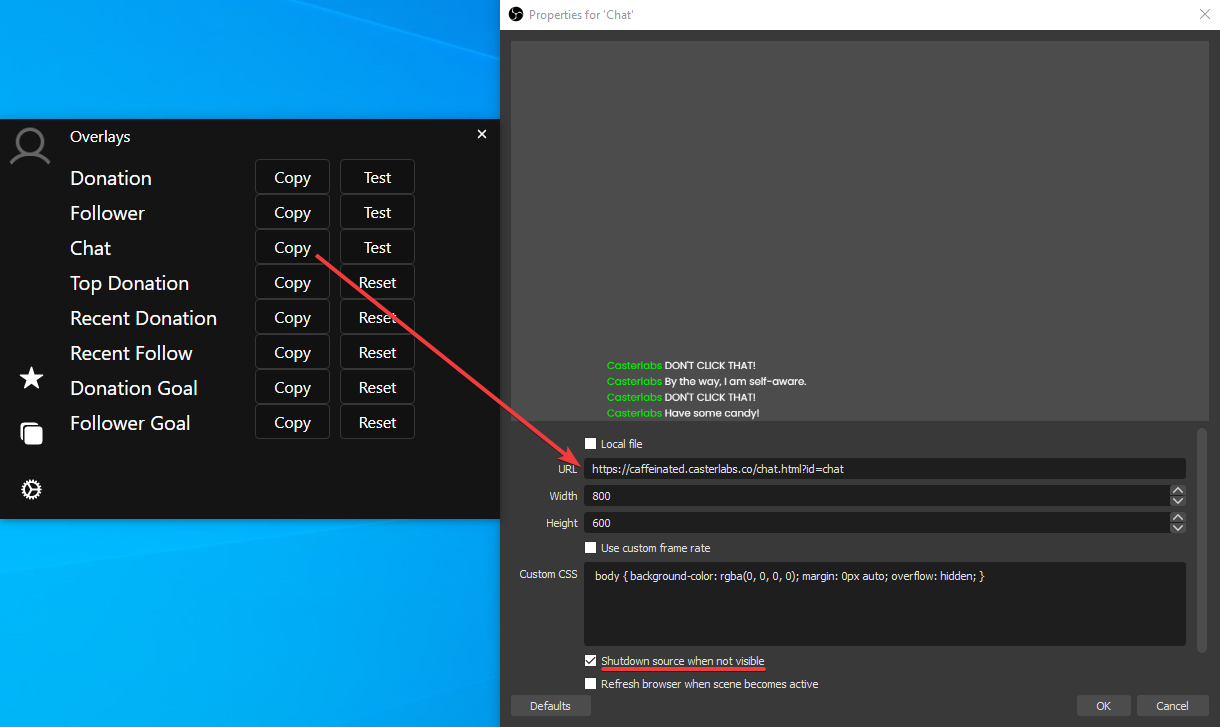 Overlays
Donation Copy Test
Follower Copy Test
Chat Copy Test
Top Donation Copy Reset
Recent Donation Copy Reset
Recent Follow Copy Reset
Donation Goal Copy Reset
Follower Goal Copy Reset
Properties for 'Chat'
Casterlabs DON'T CLICK THAT!
Casterlabs By the way, I am self-aware.
Casterlabs DON'T CLICK THAT!
Casterlabs Have some candy!
Local file
URL https://caffeinated.casterlabs.co/chat.html?id=chat
Width 800
Height 600
Use custom frame rate
Custom CSS body { background-color: rgba(0, 0, 0, 0); margin: 0px auto; overflow: hidden; }
Shutdown source when not visible
Refresh browser when scene becomes active
Defaults OK Cancel